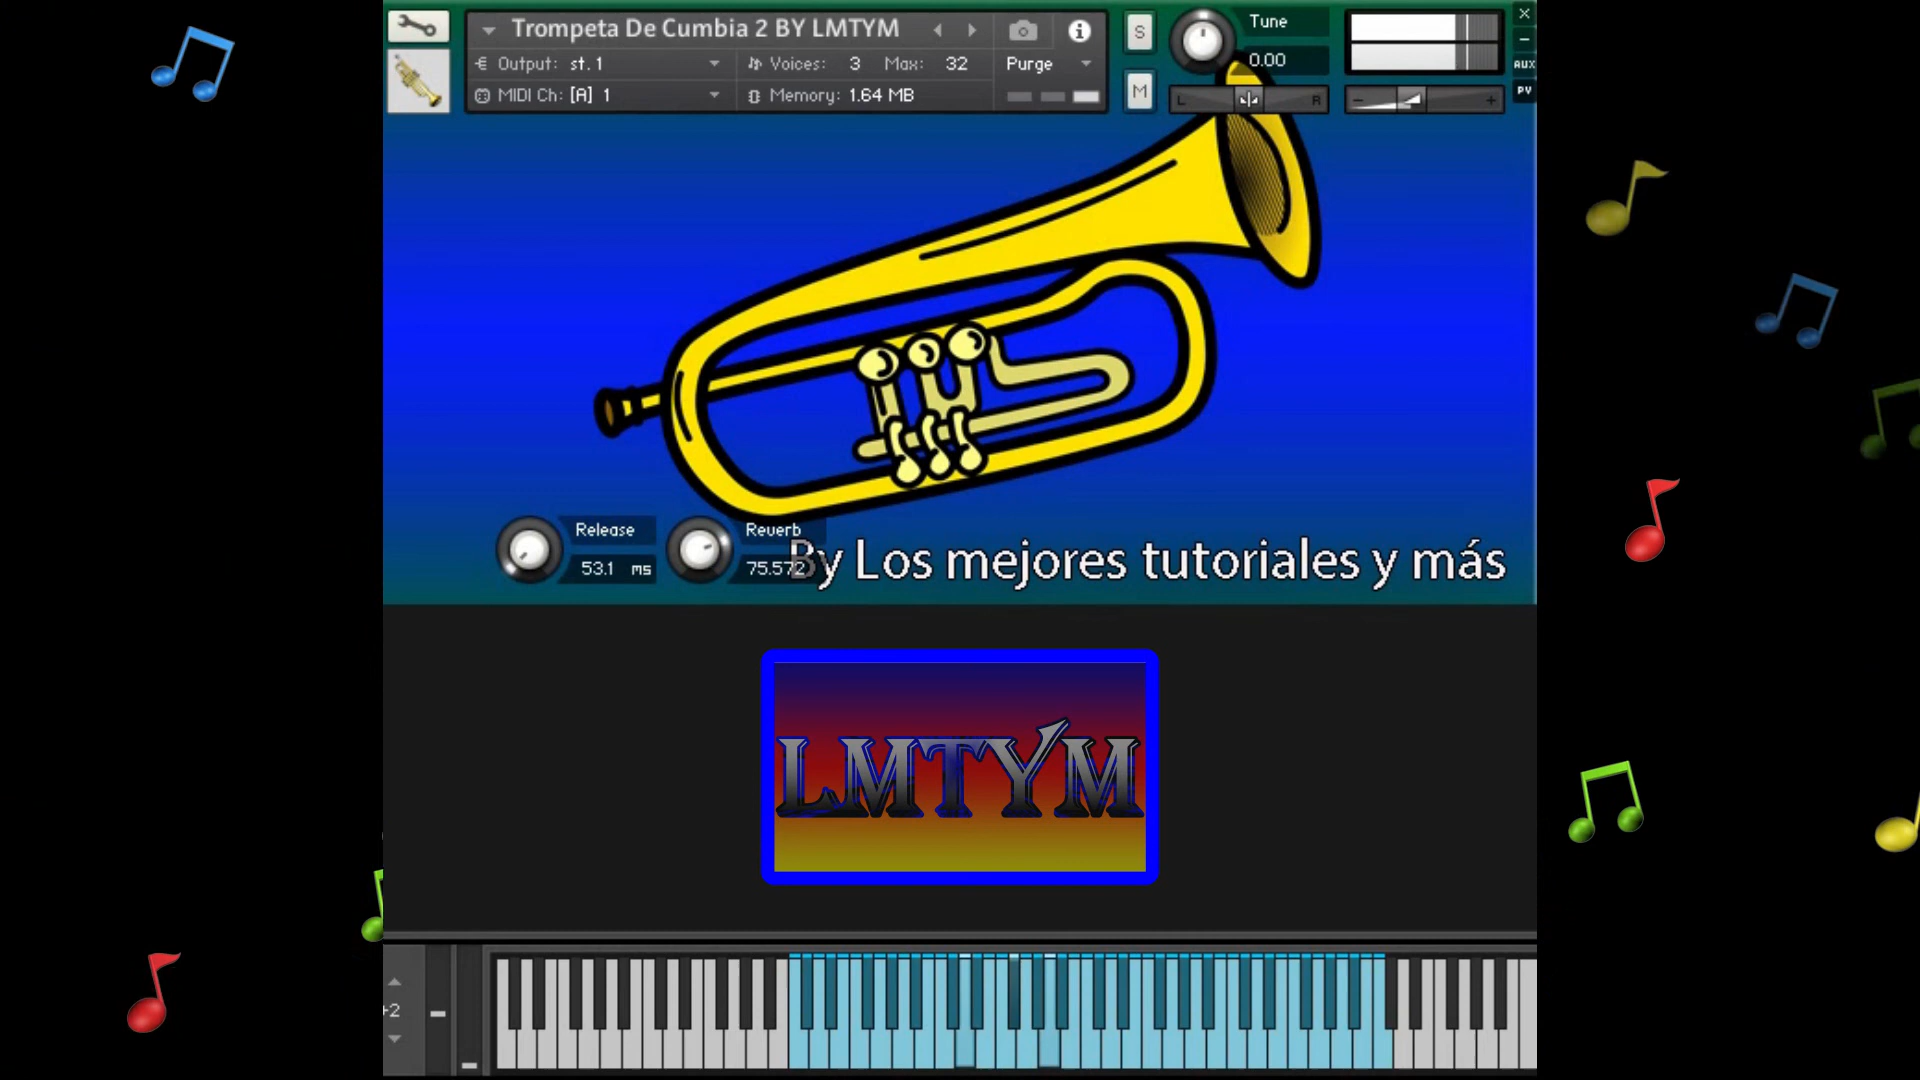 Trompeta De Cumbia 2 BY LMTYM
Output: st.1
Voices: 3 Max: 32
Purge
MIDI Ch: [A] 1
Memory: 1.64 MB
S
M
Tune
0.00
L R
- +
×
-
AUX
PV
Release
53.1 ms
Reverb
75.572
By Los mejores tutoriales y más
LMTYM
+2